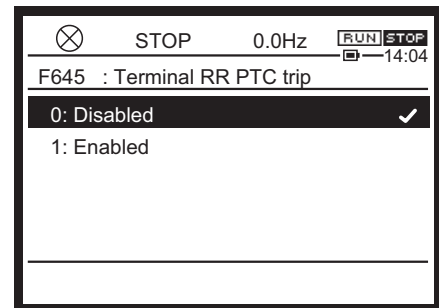 STOP 0.0Hz RUN STOP
14:04
F645 : Terminal RR PTC trip
0: Disabled
1: Enabled